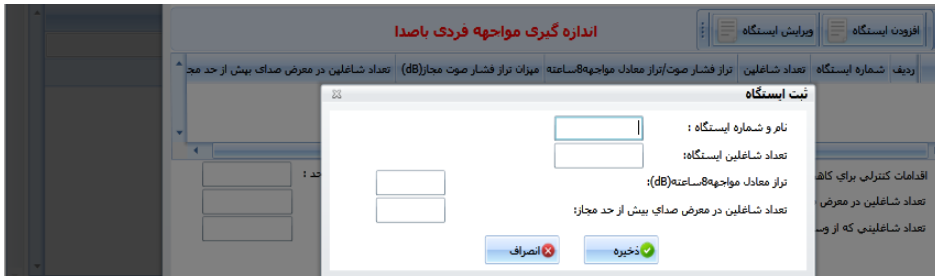 افزودن ایستگاه ویرایش ایستگاه
اندازه گیری مواجهه فردی باصدا
ردیف شماره ایستگاه تعداد شاغلین تراز فشار صوت/تراز معادل مواجهه8ساعته میزان تراز فشار صوت مجاز(dB) تعداد شاغلین در معرض صدای بیش از حد مجا
ثبت ایستگاه
نام و شماره ایستگاه :
تعداد شاغلین ایستگاه:
تراز معادل مواجهه8ساعته(dB):
تعداد شاغلین در معرض صدای بیش از حد مجاز:
ذخیره انصراف
اقدامات کنترلی برای کاه حد :
تعداد شاغلین در معرض
تعداد شاغلینی که از وس